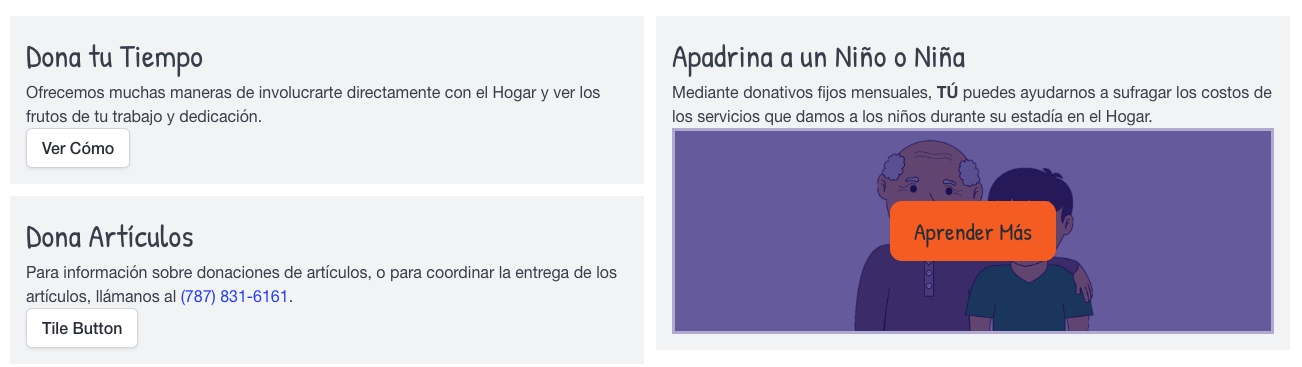 Dona tu Tiempo
Ofrecemos muchas maneras de involucrarte directamente con el Hogar y ver los
frutos de tu trabajo y dedicación.
Ver Cómo
Dona Artículos
Para información sobre donaciones de artículos, o para coordinar la entrega de los
artículos, llámanos al (787) 831-6161.
Tile Button
Apadrina a un Niño o Niña
Mediante donativos fijos mensuales, TÚ puedes ayudarnos a sufragar los costos de
los servicios que damos a los niños durante su estadía en el Hogar.
Aprender Más